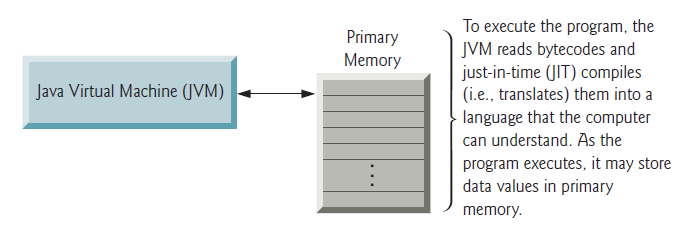 Java Virtual Machine (JVM)
Primary
Memory
To execute the program, the
JVM reads bytecodes and
just-in-time (JIT) compiles
(i.e., translates) them into a
language that the computer
can understand. As the
program executes, it may store
data values in primary
memory.